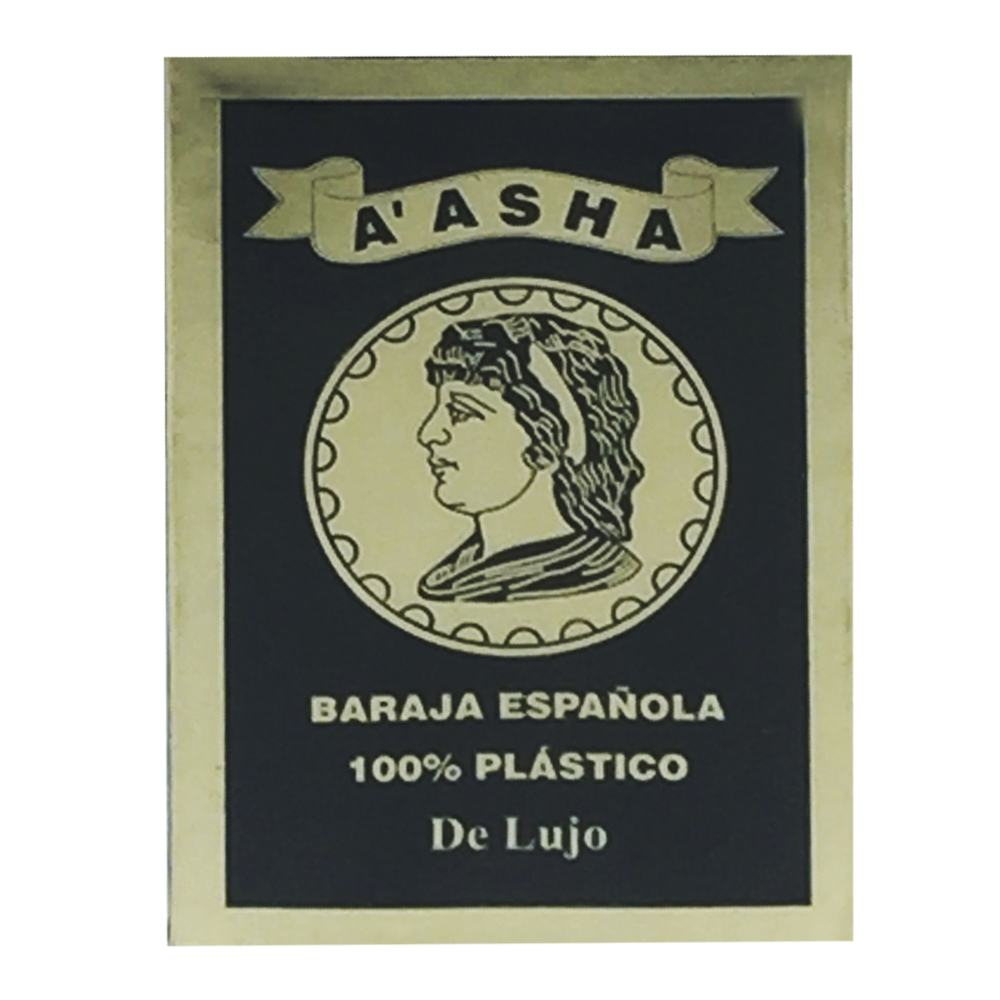 A'ASHA
BARAJA ESPAÑOLA
100% PLÁSTICO
De Lujo